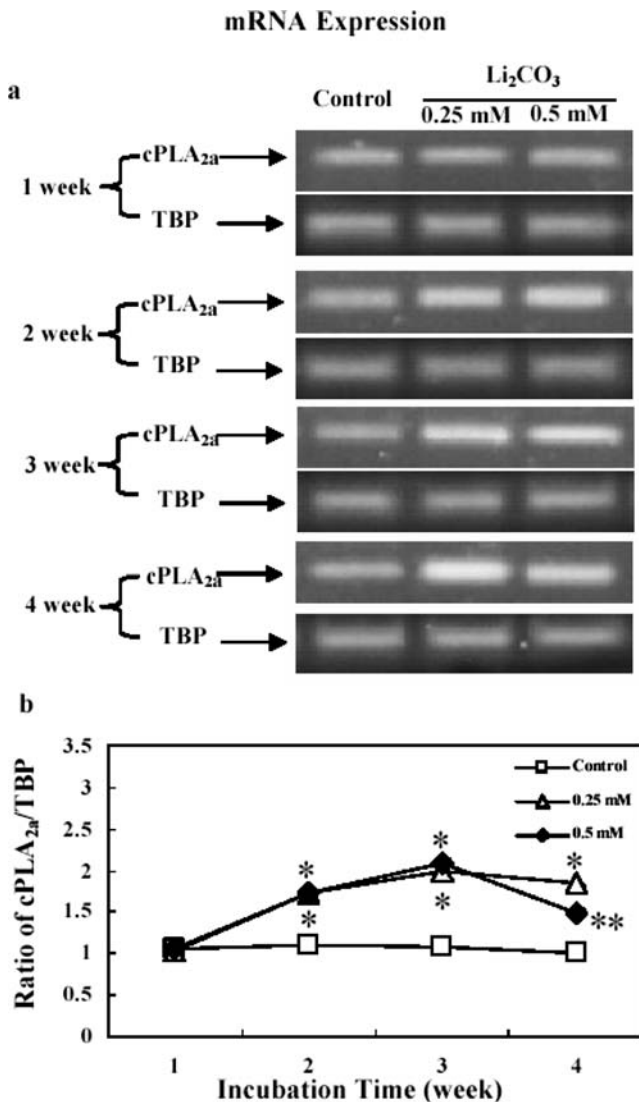 mRNA Expression
a
Li₂CO₃
Control 0.25 mM 0.5 mM
cPLA₂ₐ
1 week
TBP
cPLA₂ₐ
2 week
TBP
cPLA₂ₐ
3 week
TBP
cPLA₂ₐ
4 week
TBP
b
Ratio of cPLA₂ₐ/TBP
3.5
3
2.5
2
1.5
1
0.5
0
Control
0.25 mM
0.5 mM
* * * * * **
1 2 3 4
Incubation Time (week)